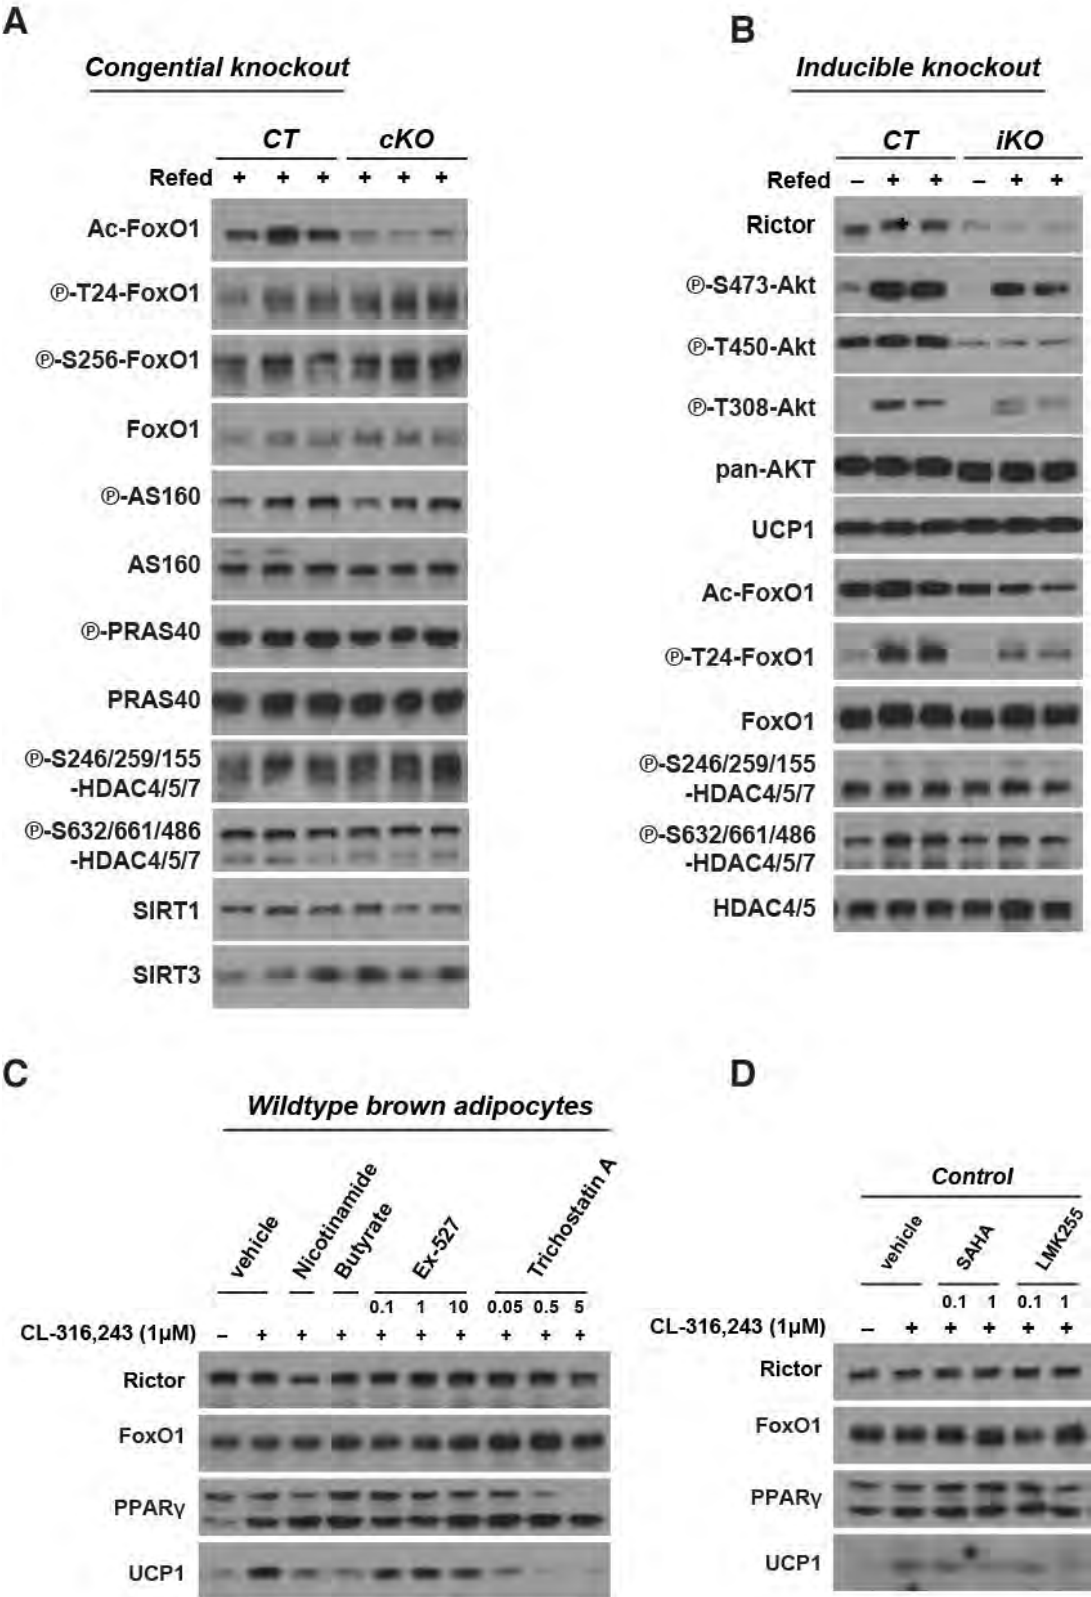 A
Congential knockout
CT cKO
Refed + + + + + +
Ac-FoxO1
Ⓟ-T24-FoxO1
Ⓟ-S256-FoxO1
FoxO1
Ⓟ-AS160
AS160
Ⓟ-PRAS40
PRAS40
Ⓟ-S246/259/155
-HDAC4/5/7
Ⓟ-S632/661/486
-HDAC4/5/7
SIRT1
SIRT3
B
Inducible knockout
CT iKO
Refed – + + – + +
Rictor
Ⓟ-S473-Akt
Ⓟ-T450-Akt
Ⓟ-T308-Akt
pan-AKT
UCP1
Ac-FoxO1
Ⓟ-T24-FoxO1
FoxO1
Ⓟ-S246/259/155
-HDAC4/5/7
Ⓟ-S632/661/486
-HDAC4/5/7
HDAC4/5
C
Wildtype brown adipocytes
vehicle Nicotinamide Butyrate Ex-527 Trichostatin A
0.1 1 10 0.05 0.5 5
CL-316,243 (1µM) – + + + + + + + + +
Rictor
FoxO1
PPARγ
UCP1
D
Control
vehicle SAHA LMK255
0.1 1 0.1 1
CL-316,243 (1µM) – + + + + +
Rictor
FoxO1
PPARγ
UCP1